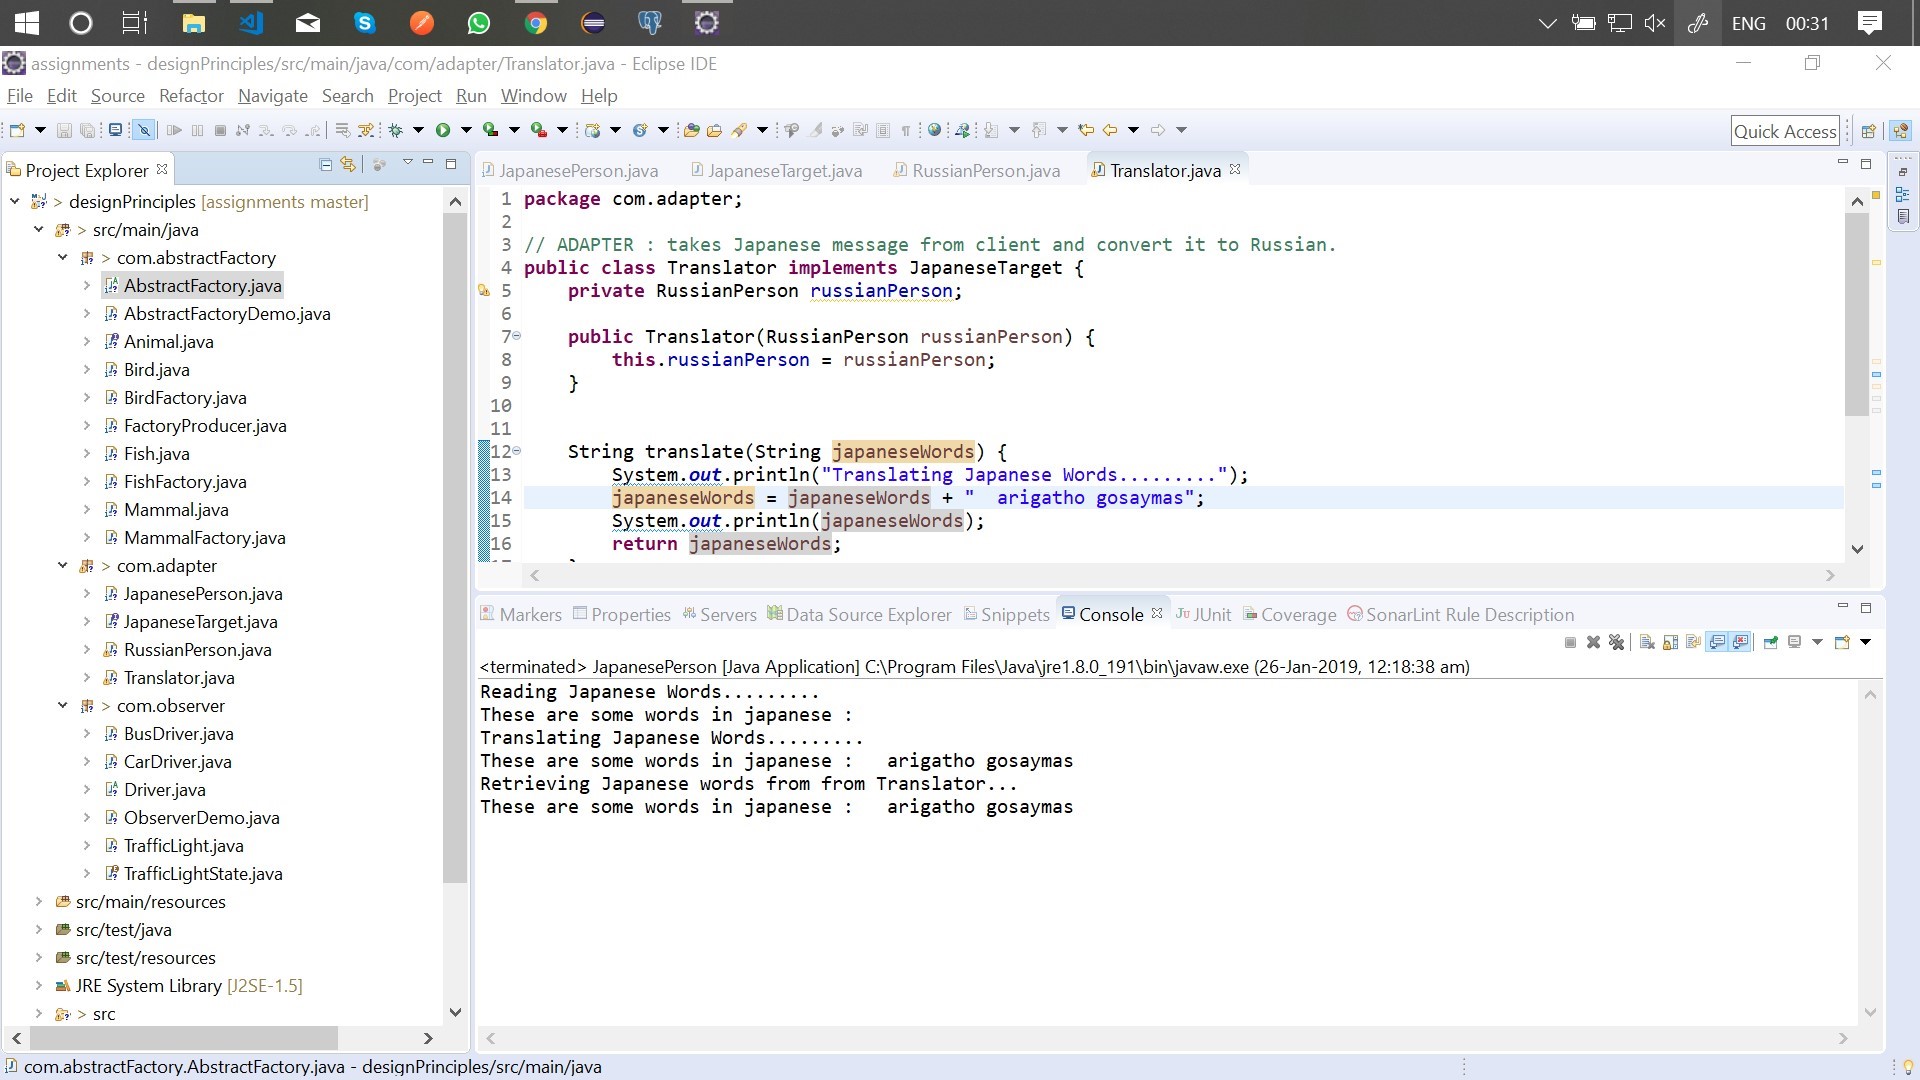 ENG 00:31
assignments - designPrinciples/src/main/java/com/adapter/Translator.java - Eclipse IDE
File Edit Source Refactor Navigate Search Project Run Window Help
Quick Access
Project Explorer
designPrinciples [assignments master]
> src/main/java
> com.abstractFactory
AbstractFactory.java
AbstractFactoryDemo.java
Animal.java
Bird.java
BirdFactory.java
FactoryProducer.java
Fish.java
FishFactory.java
Mammal.java
MammalFactory.java
> com.adapter
JapanesePerson.java
JapaneseTarget.java
RussianPerson.java
Translator.java
> com.observer
BusDriver.java
CarDriver.java
Driver.java
ObserverDemo.java
TrafficLight.java
TrafficLightState.java
src/main/resources
src/test/java
src/test/resources
JRE System Library [J2SE-1.5]
> src
JapanesePerson.java JapaneseTarget.java RussianPerson.java Translator.java
1 package com.adapter;
2
3 // ADAPTER : takes Japanese message from client and convert it to Russian.
4 public class Translator implements JapaneseTarget {
5 private RussianPerson russianPerson;
6
7 public Translator(RussianPerson russianPerson) {
8 this.russianPerson = russianPerson;
9 }
10
11
12 String translate(String japaneseWords) {
13 System.out.println("Translating Japanese Words.........");
14 japaneseWords = japaneseWords + "  arigatho gosaymas";
15 System.out.println(japaneseWords);
16 return japaneseWords;
Markers Properties Servers Data Source Explorer Snippets Console JUnit Coverage SonarLint Rule Description
<terminated> JapanesePerson [Java Application] C:\Program Files\Java\jre1.8.0_191\bin\javaw.exe (26-Jan-2019, 12:18:38 am)
Reading Japanese Words.........
These are some words in japanese :
Translating Japanese Words.........
These are some words in japanese :   arigatho gosaymas
Retrieving Japanese words from from Translator...
These are some words in japanese :   arigatho gosaymas
com.abstractFactory.AbstractFactory.java - designPrinciples/src/main/java